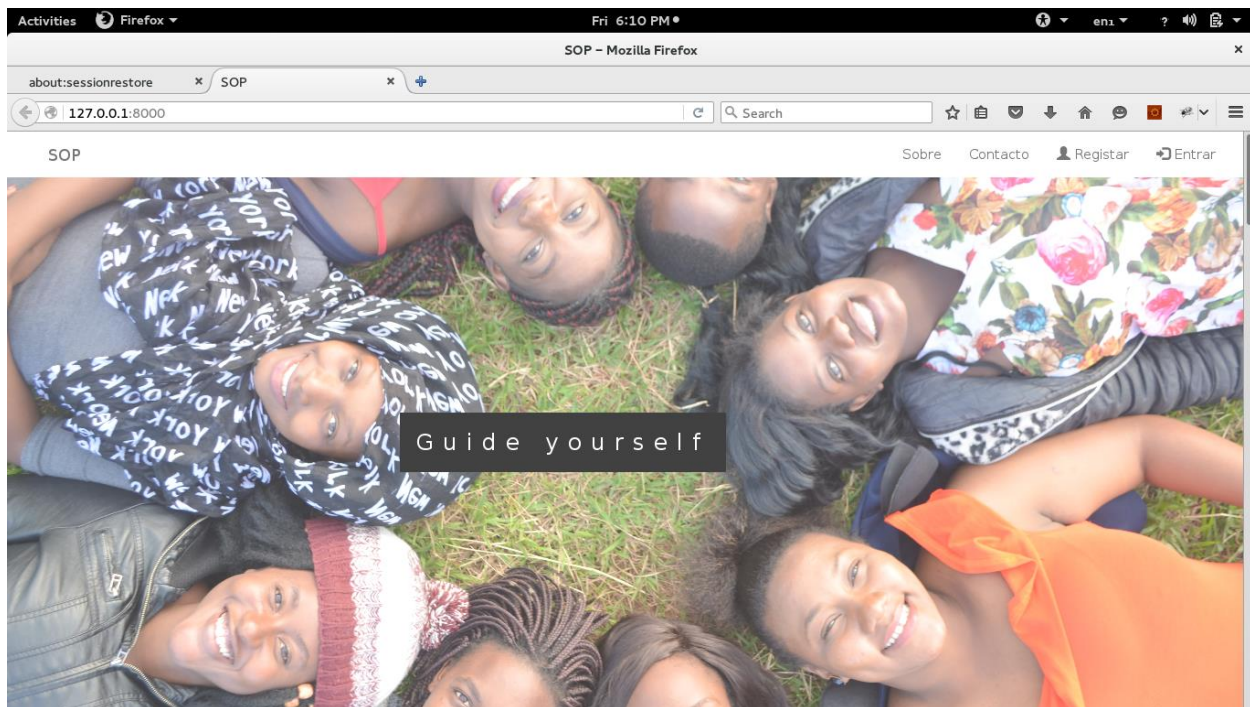 Activities Firefox Fri 6:10 PM en₁ ?
SOP - Mozilla Firefox
about:sessionrestore SOP
127.0.0.1:8000 Search
SOP Sobre Contacto Registar Entrar
Guide yourself